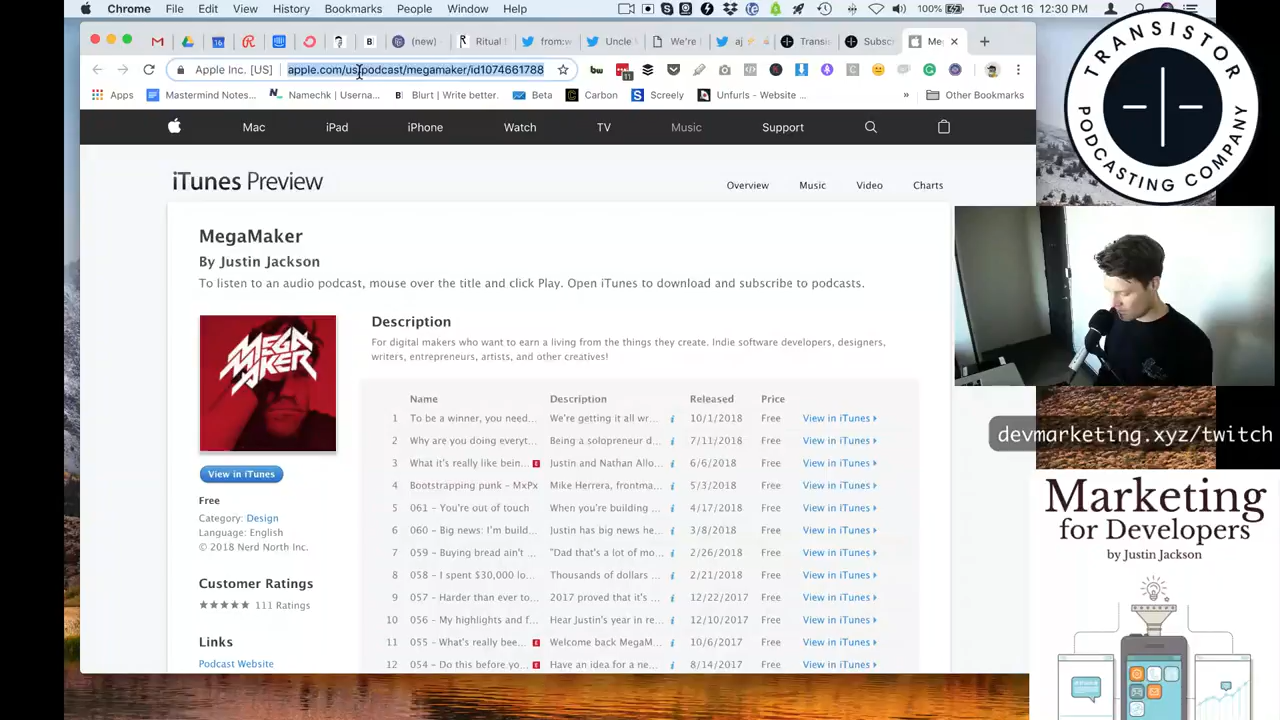 Chrome File Edit View History Bookmarks People Window Help 100% Tue Oct 16 12:30 PM
(new) Ritual from:w Uncle We're Transis Subsc Me
Apple Inc. [US] apple.com/us/podcast/megamaker/id1074661788
Apps Mastermind Notes... Namechk | Userna... Blurt | Write better. Beta Carbon Screely Unfurls - Website ... » Other Bookmarks
Mac iPad iPhone Watch TV Music Support
iTunes Preview
Overview Music Video Charts
MegaMaker
By Justin Jackson
To listen to an audio podcast, mouse over the title and click Play. Open iTunes to download and subscribe to podcasts.
MEGA
MAKER
View in iTunes
Free
Category: Design
Language: English
© 2018 Nerd North Inc.
Customer Ratings
★★★★★ 111 Ratings
Links
Podcast Website
Description
For digital makers who want to earn a living from the things they create. Indie software developers, designers,
writers, entrepreneurs, artists, and other creatives!
Name Description Released Price
1 To be a winner, you need... We're getting it all wr... 10/1/2018 Free View in iTunes
2 Why are you doing everyt... Being a solopreneur d... 7/11/2018 Free View in iTunes
3 What it's really like bein... E Justin and Nathan Allo... 6/6/2018 Free View in iTunes
4 Bootstrapping punk - MxPx Mike Herrera, frontma... 5/3/2018 Free View in iTunes
5 061 - You're out of touch When you're building ... 4/17/2018 Free View in iTunes
6 060 - Big news: I'm build... Justin has big news he... 3/8/2018 Free View in iTunes
7 059 - Buying bread ain't ... "Dad that's a lot of mo... 2/26/2018 Free View in iTunes
8 058 - I spent $30,000 lo... Thousands of dollars ... 2/21/2018 Free View in iTunes
9 057 - Harder than ever to... 2017 proved that it's ... 12/22/2017 Free View in iTunes
10 056 - My highlights and f... Hear Justin's year in re... 12/10/2017 Free View in iTunes
11 055 - What's really bee... E Welcome back MegaM... 10/6/2017 Free View in iTunes
12 054 - Do this before yo... E Have an idea for a ne... 8/14/2017 Free View in iTunes
TRANSISTOR
PODCASTING COMPANY
devmarketing.xyz/twitch
Marketing
for Developers
by Justin Jackson